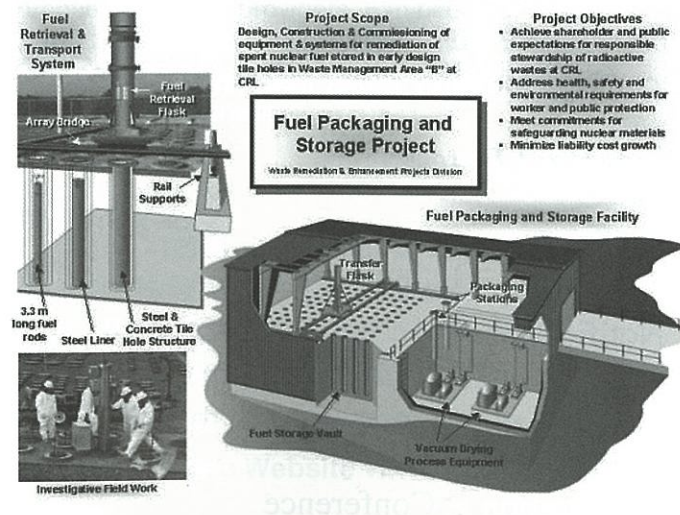 Fuel
Retrieval &
Transport
System
Fuel
Retrieval
Flask
Array Bridge
Rail
Supports
3.3 m
long fuel
rods
Steel Liner
Steel &
Concrete Tile
Hole Structure
Investigative Field Work
Project Scope
Design, Construction & Commissioning of
equipment & systems for remediation of
spent nuclear fuel stored in early design
tile holes in Waste Management Area "B" at
CRL
Fuel Packaging and
Storage Project
Waste Remediation & Enhancement Projects Division
Project Objectives
• Achieve shareholder and public
expectations for responsible
stewardship of radioactive
wastes at CRL
• Address health, safety and
environmental requirements for
worker and public protection
• Meet commitments for
safeguarding nuclear materials
• Minimize liability cost growth
Fuel Packaging and Storage Facility
Transfer
Flask
Packaging
Stations
Fuel Storage Vault
Vacuum Drying
Process Equipment
Website
conference